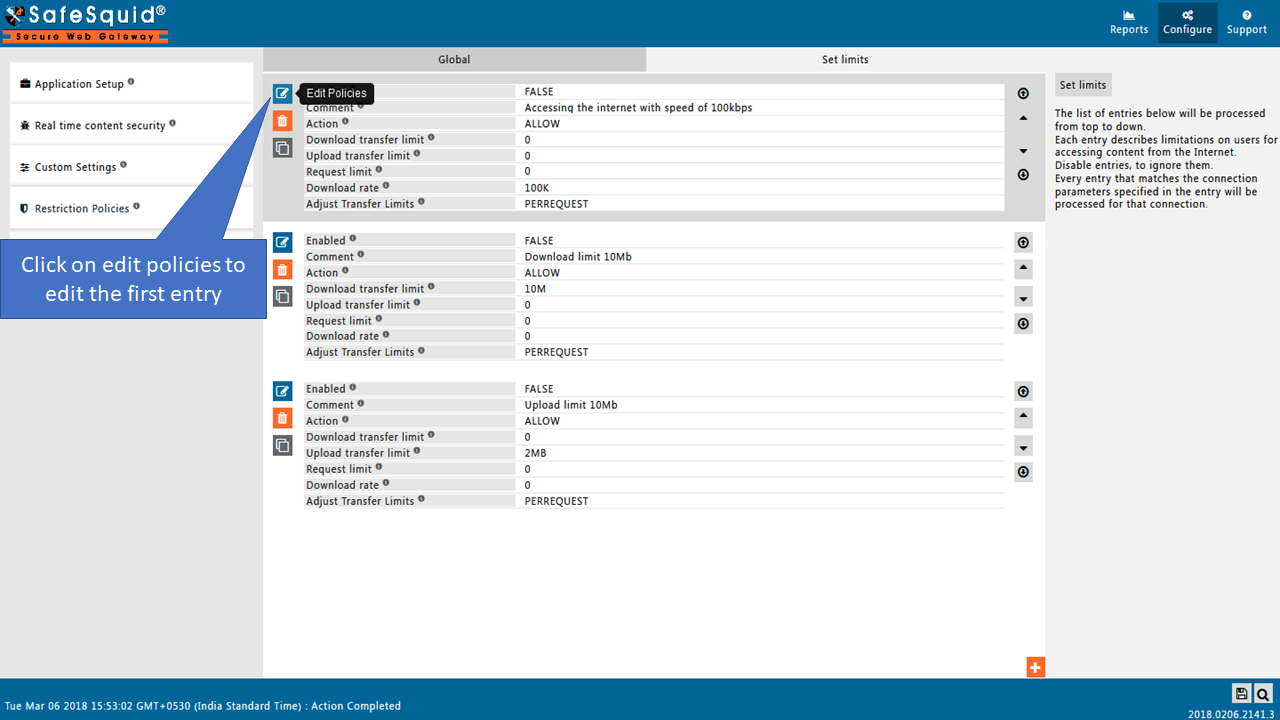 SafeSquid®
Secure Web Gateway
Reports
Configure
Support
Application Setup
Real time content security
Custom Settings
Restriction Policies
Click on edit policies to
edit the first entry
Global
Set limits
Edit Policies
FALSE
Comment Accessing the internet with speed of 100kbps
Action ALLOW
Download transfer limit 0
Upload transfer limit 0
Request limit 0
Download rate 100K
Adjust Transfer Limits PERREQUEST
Enabled FALSE
Comment Download limit 10Mb
Action ALLOW
Download transfer limit 10M
Upload transfer limit 0
Request limit 0
Download rate 0
Adjust Transfer Limits PERREQUEST
Enabled FALSE
Comment Upload limit 10Mb
Action ALLOW
Download transfer limit 0
Upload transfer limit 2MB
Request limit 0
Download rate 0
Adjust Transfer Limits PERREQUEST
Set limits
The list of entries below will be processed
from top to down.
Each entry describes limitations on users for
accessing content from the Internet.
Disable entries, to ignore them.
Every entry that matches the connection
parameters specified in the entry will be
processed for that connection.
Tue Mar 06 2018 15:53:02 GMT+0530 (India Standard Time) : Action Completed
2018.0206.2141.3